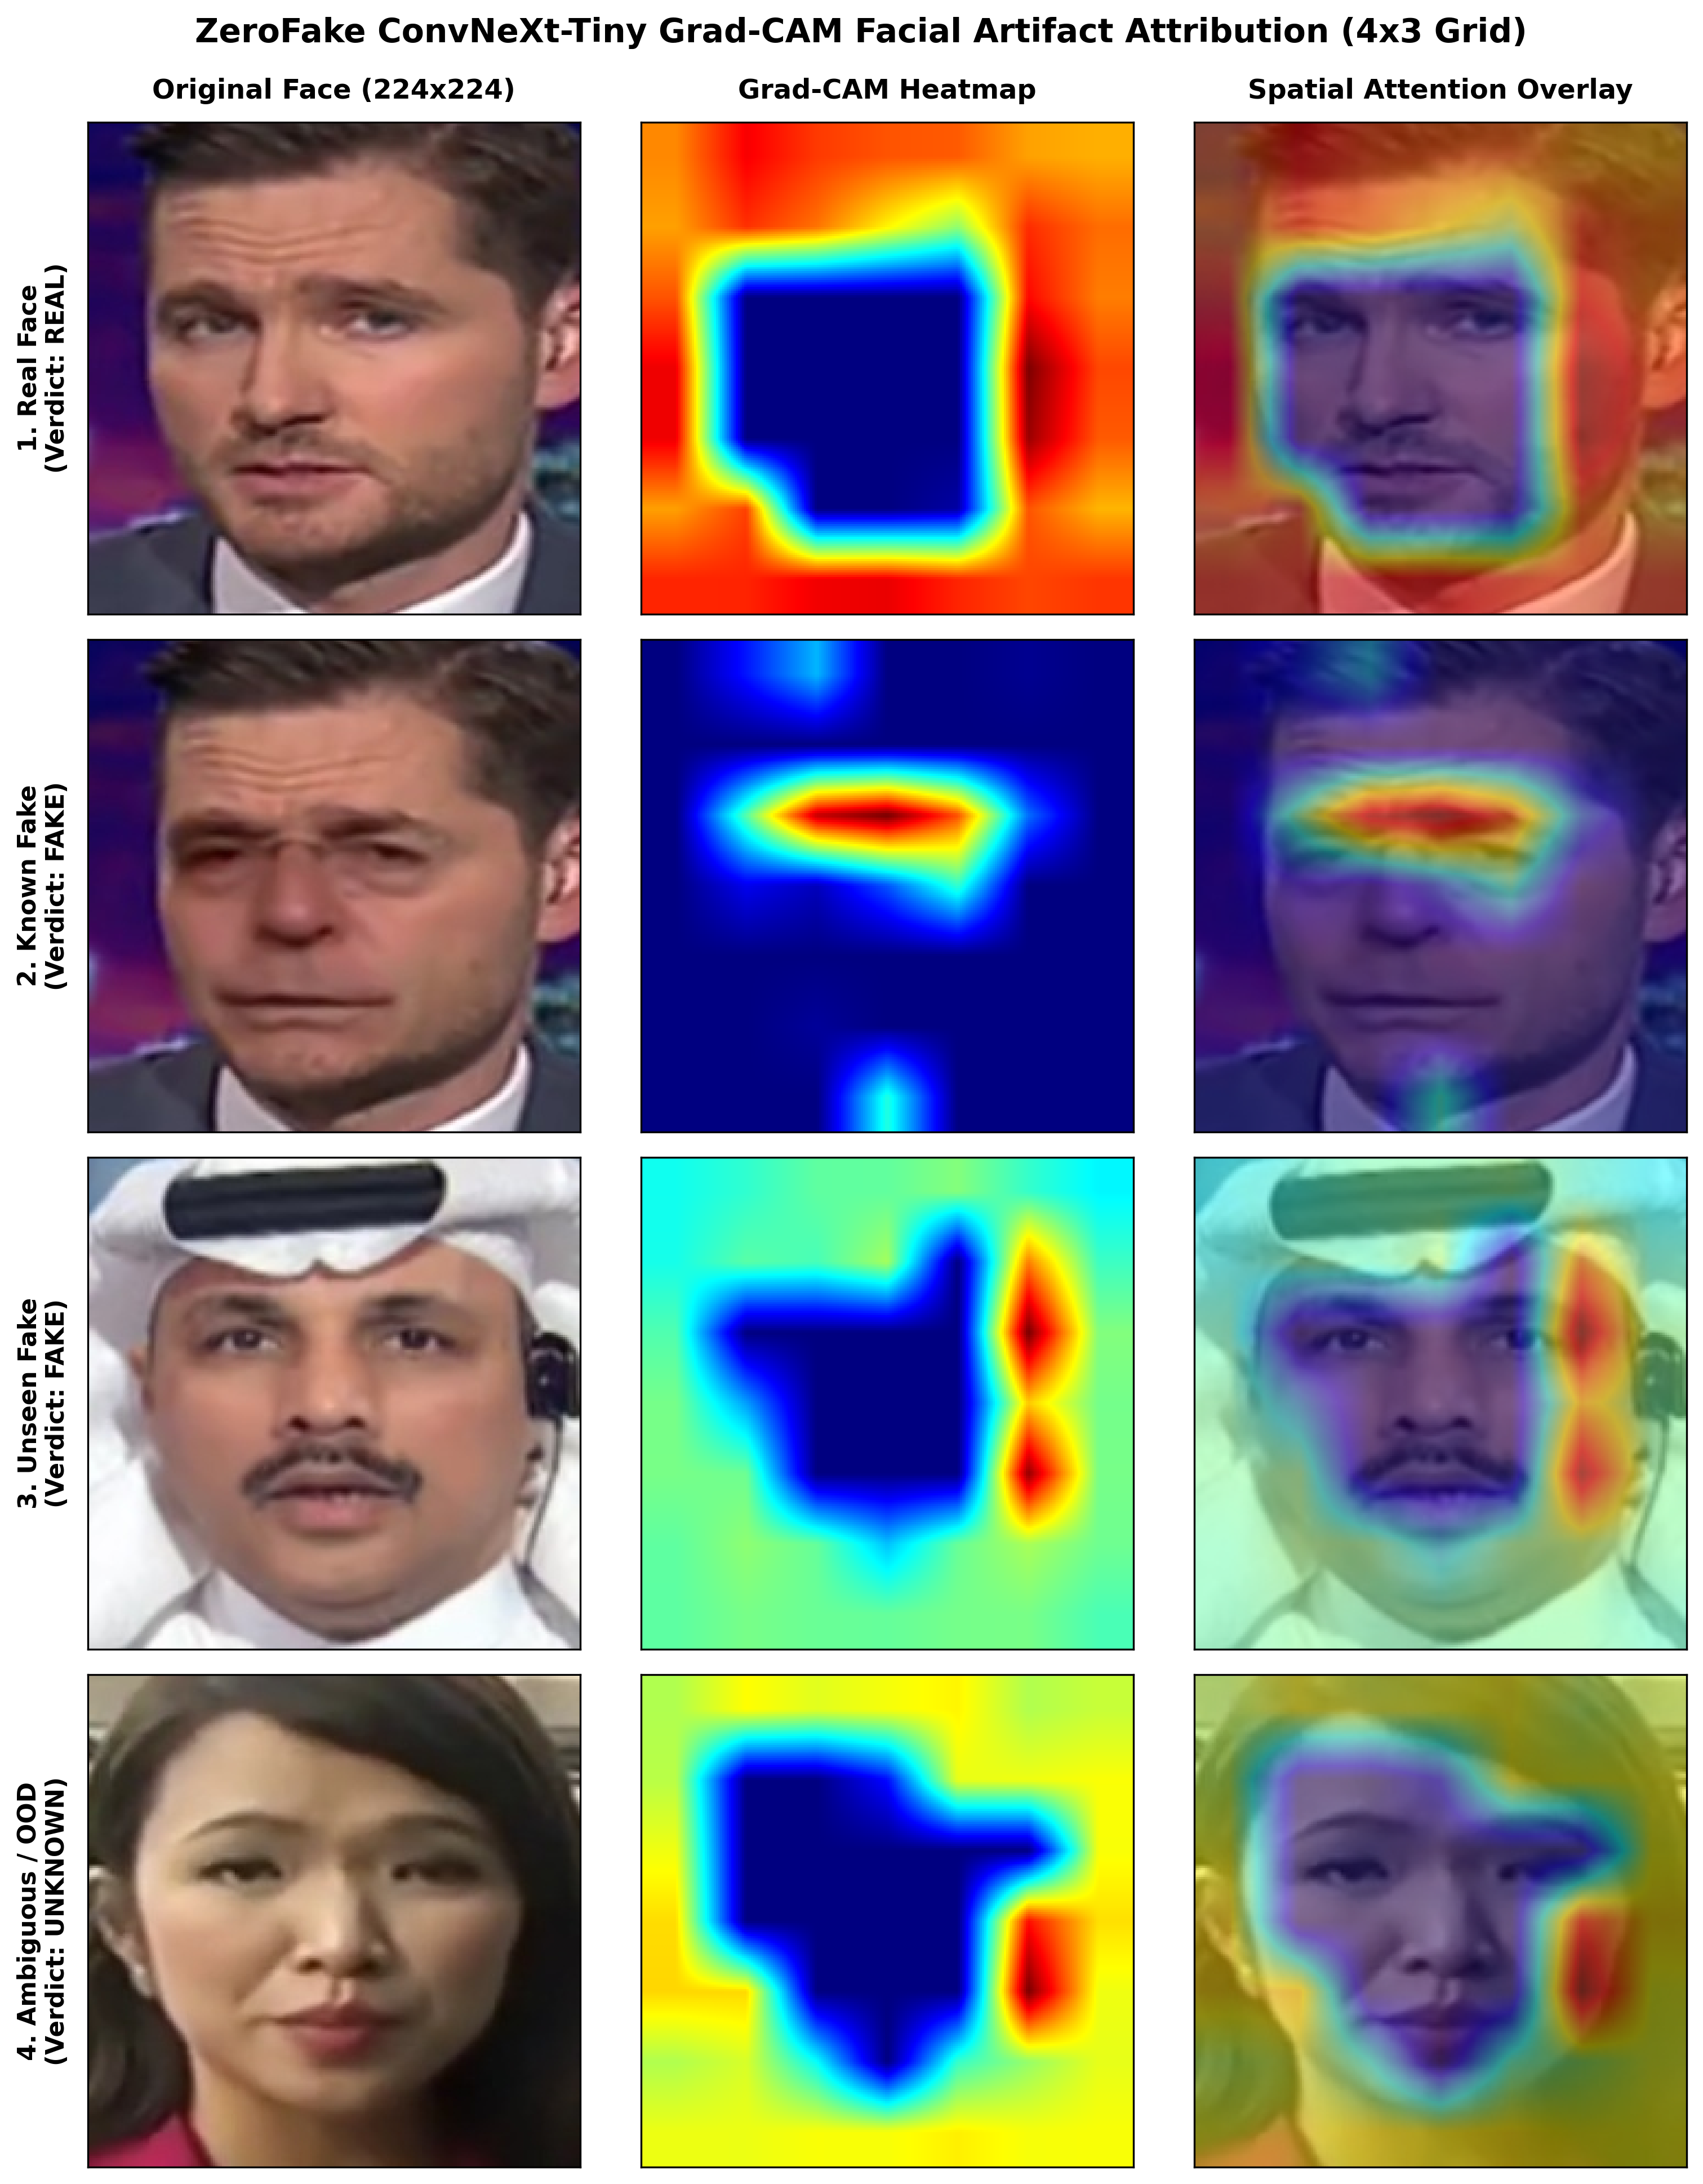 ZeroFake ConvNeXt-Tiny Grad-CAM Facial Artifact Attribution (4x3 Grid)
Original Face (224x224)
Grad-CAM Heatmap
Spatial Attention Overlay
1. Real Face
(Verdict: REAL)
2. Known Fake
(Verdict: FAKE)
3. Unseen Fake
(Verdict: FAKE)
4. Ambiguous / OOD
(Verdict: UNKNOWN)